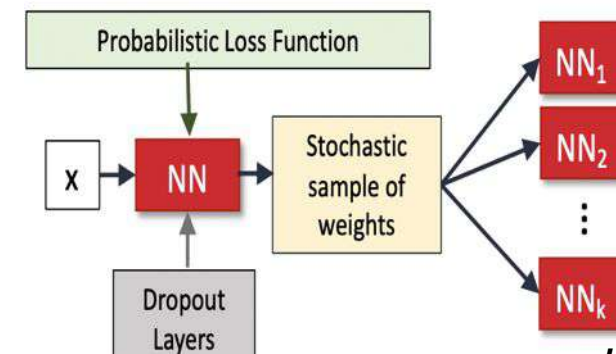 Probabilistic Loss Function
x
NN
Stochastic
sample of
weights
NN₁
NN₂
⋮
NNₖ
Dropout
Layers